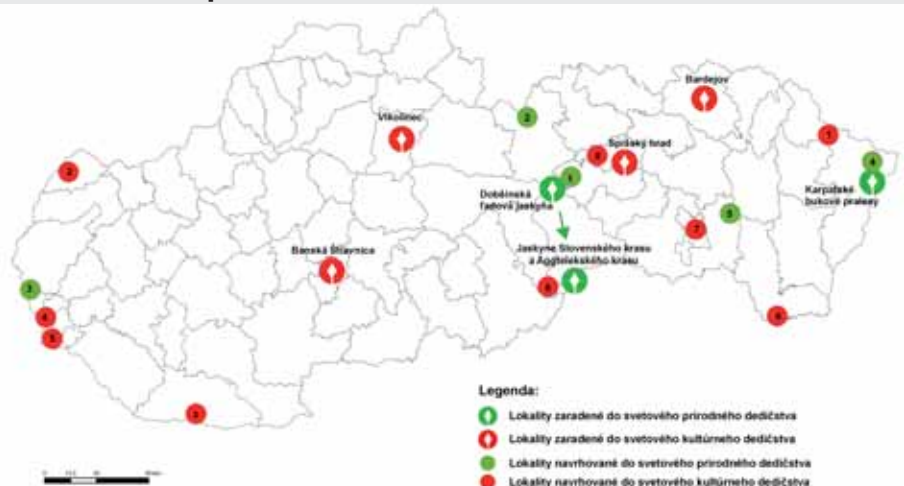 Vlkolínec
Bardejov
Spišský hrad
Dobšinská
ľadová jaskyňa
Karpatské
bukové pralesy
Jaskyne Slovenského krasu
a Aggtelekského krasu
Banská Štiavnica
1
2
2
3
4
5
7
Legenda:
Lokality zaradené do svetového prírodného dedičstva
Lokality zaradené do svetového kultúrneho dedičstva
Lokality navrhované do svetového prírodného dedičstva
Lokality navrhované do svetového kultúrneho dedičstva